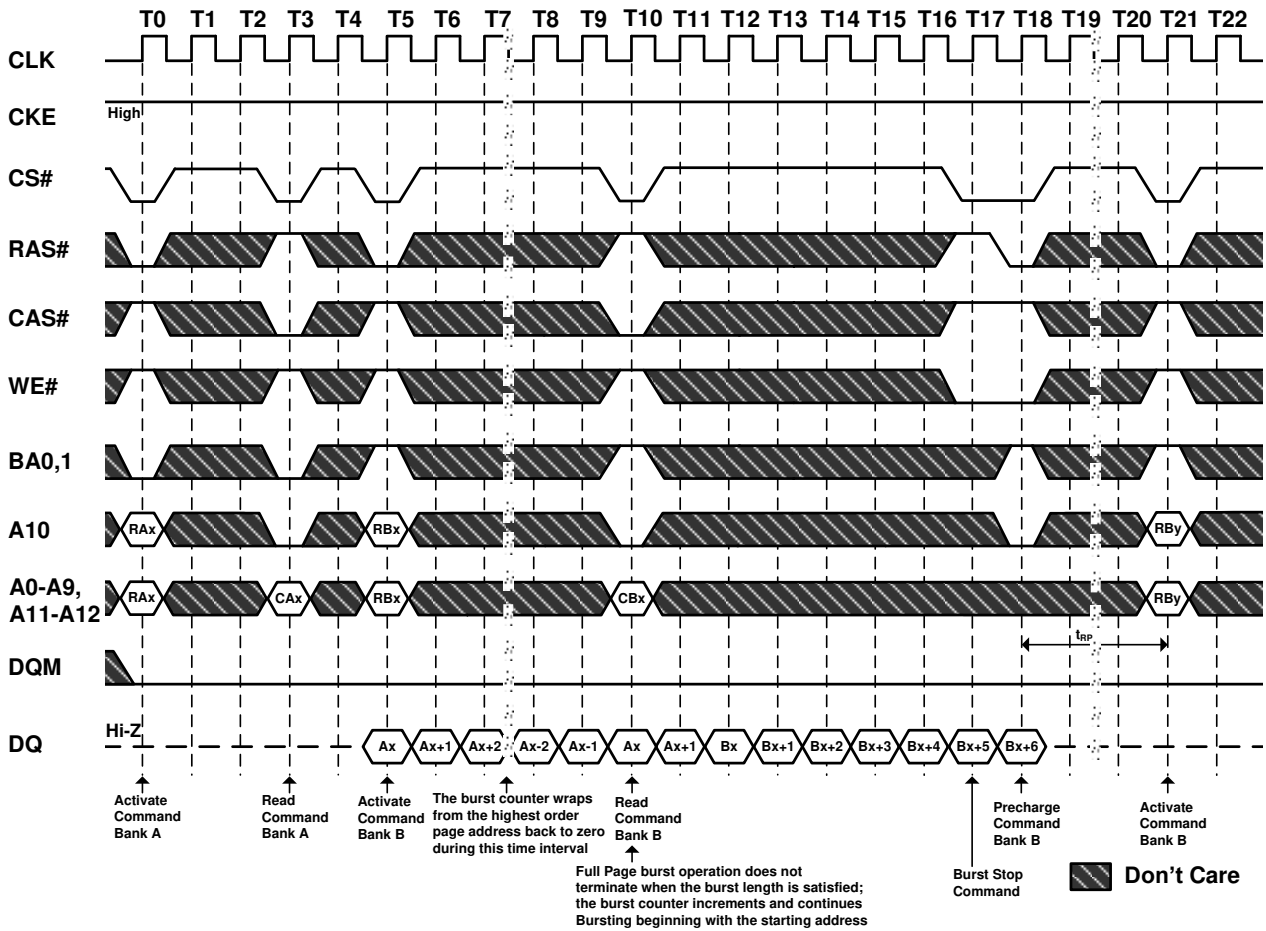 T0 T1 T2 T3 T4 T5 T6 T7 T8 T9 T10 T11 T12 T13 T14 T15 T16 T17 T18 T19 T20 T21 T22
CLK
CKE
High
CS#
RAS#
CAS#
WE#
BA0,1
A10
RAx RBx RBy
A0-A9,
A11-A12
RAx CAx RBx CBx RBy
tRP
DQM
DQ
Hi-Z
Ax Ax+1 Ax+2 Ax-2 Ax-1 Ax Ax+1 Bx Bx+1 Bx+2 Bx+3 Bx+4 Bx+5 Bx+6
Activate
Command
Bank A
Read
Command
Bank A
Activate
Command
Bank B
The burst counter wraps
from the highest order
page address back to zero
during this time interval
Read
Command
Bank B
Full Page burst operation does not
terminate when the burst length is satisfied;
the burst counter increments and continues
Bursting beginning with the starting address
Burst Stop
Command
Precharge
Command
Bank B
Activate
Command
Bank B
Don't Care